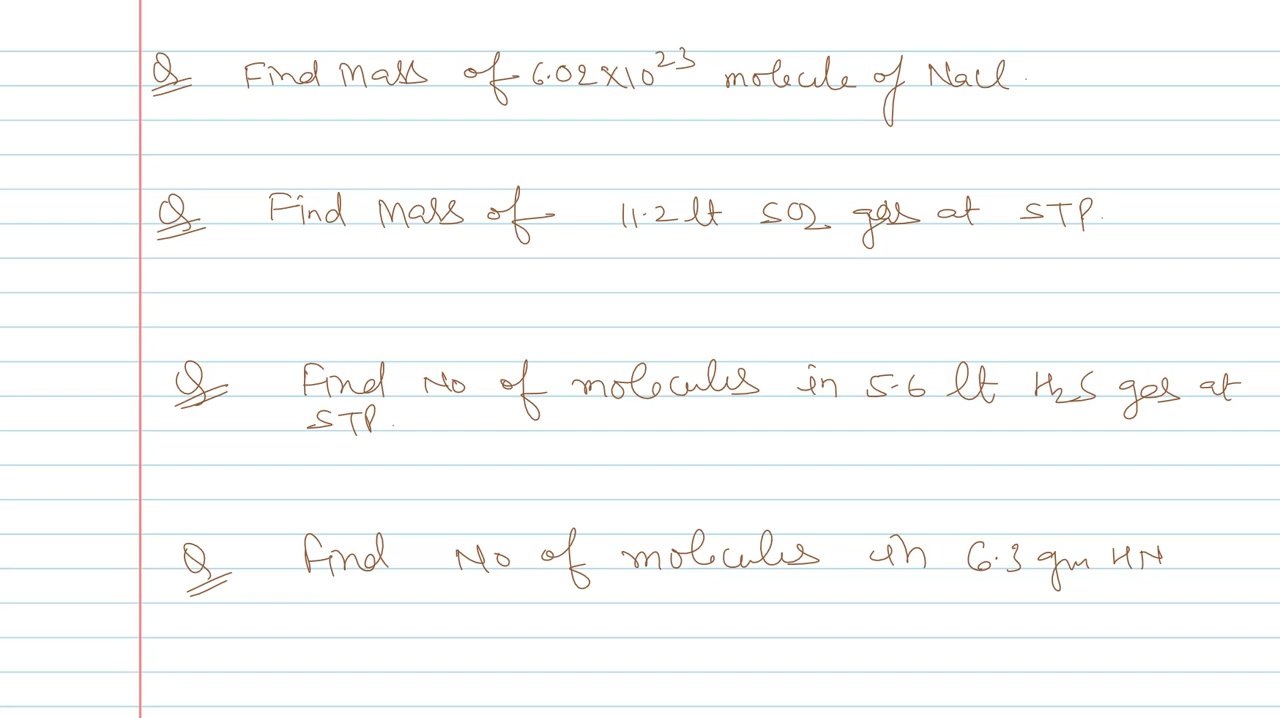 Q Find Mass of 6.02×10²³ molecule of NaCl.
Q Find Mass of 11.2 lt SO₂ gas at STP.
Q Find No of molecules in 5.6 lt H₂S gas at
STP.
Q Find No of molecules in 6.3 gm HN